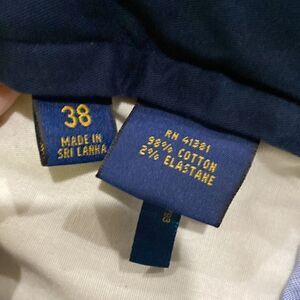 38
MADE IN
SRI LANKA
RN 41381
98% COTTON
2% ELASTANE